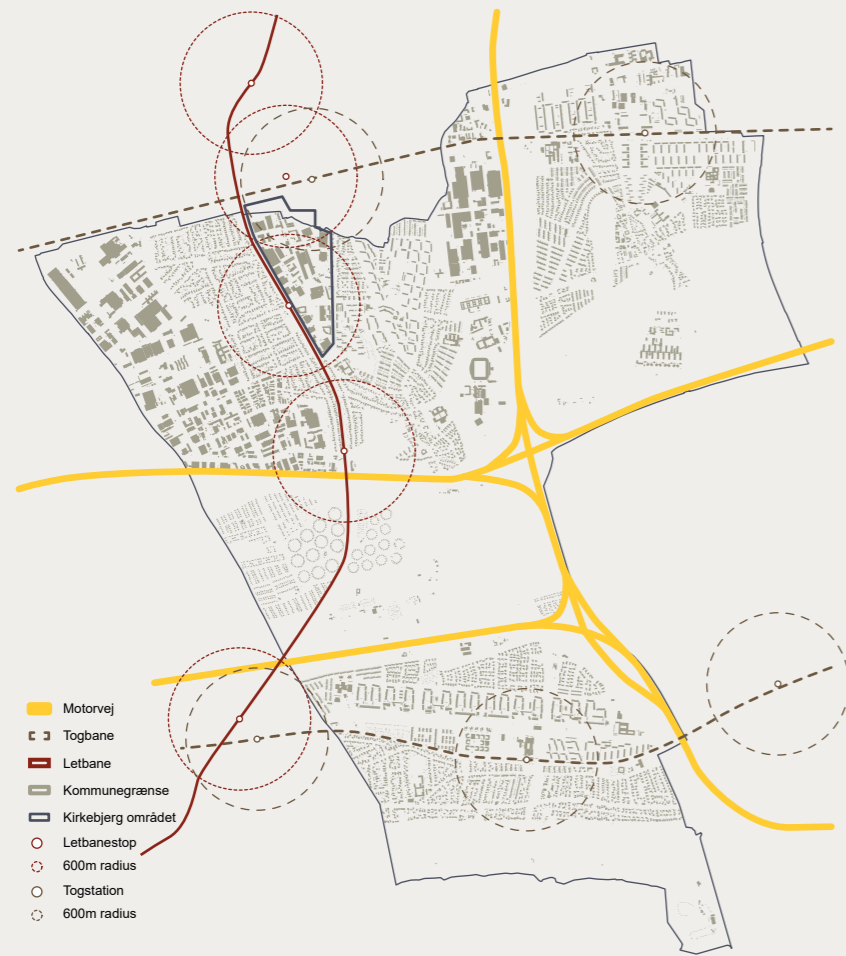 Motorvej
Togbane
Letbane
Kommunegrænse
Kirkebjerg området
Letbanestop
600m radius
Togstation
600m radius